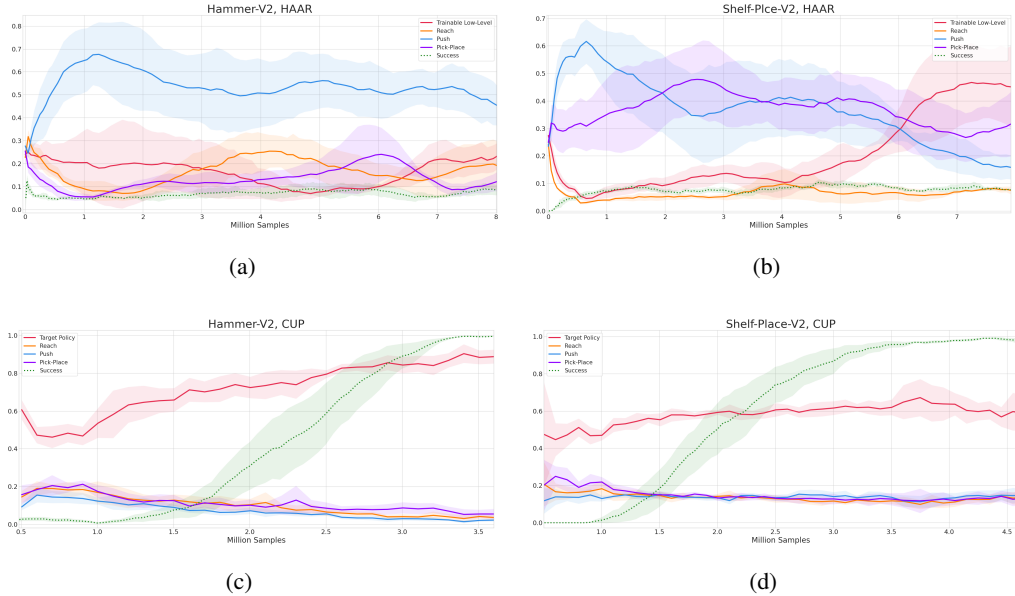 Hammer-V2, HAAR
0.8
0.7
0.6
0.5
0.4
0.3
0.2
0.1
0.0
Trainable Low-Level
Reach
Push
Pick-Place
Success
0 1 2 3 4 5 6 7 8
Million Samples
(a)
Shelf-Plce-V2, HAAR
0.7
0.6
0.5
0.4
0.3
0.2
0.1
0.0
Trainable Low-Level
Reach
Push
Pick-Place
Success
0 1 2 3 4 5 6 7
Million Samples
(b)
Hammer-V2, CUP
1.0
0.8
0.6
0.4
0.2
0.0
Target Policy
Reach
Push
Pick-Place
Success
0.5 1.0 1.5 2.0 2.5 3.0 3.5
Million Samples
(c)
Shelf-Place-V2, CUP
1.0
0.8
0.6
0.4
0.2
0.0
Target Policy
Reach
Push
Pick-Place
Success
0.5 1.0 1.5 2.0 2.5 3.0 3.5 4.0 4.5
Million Samples
(d)